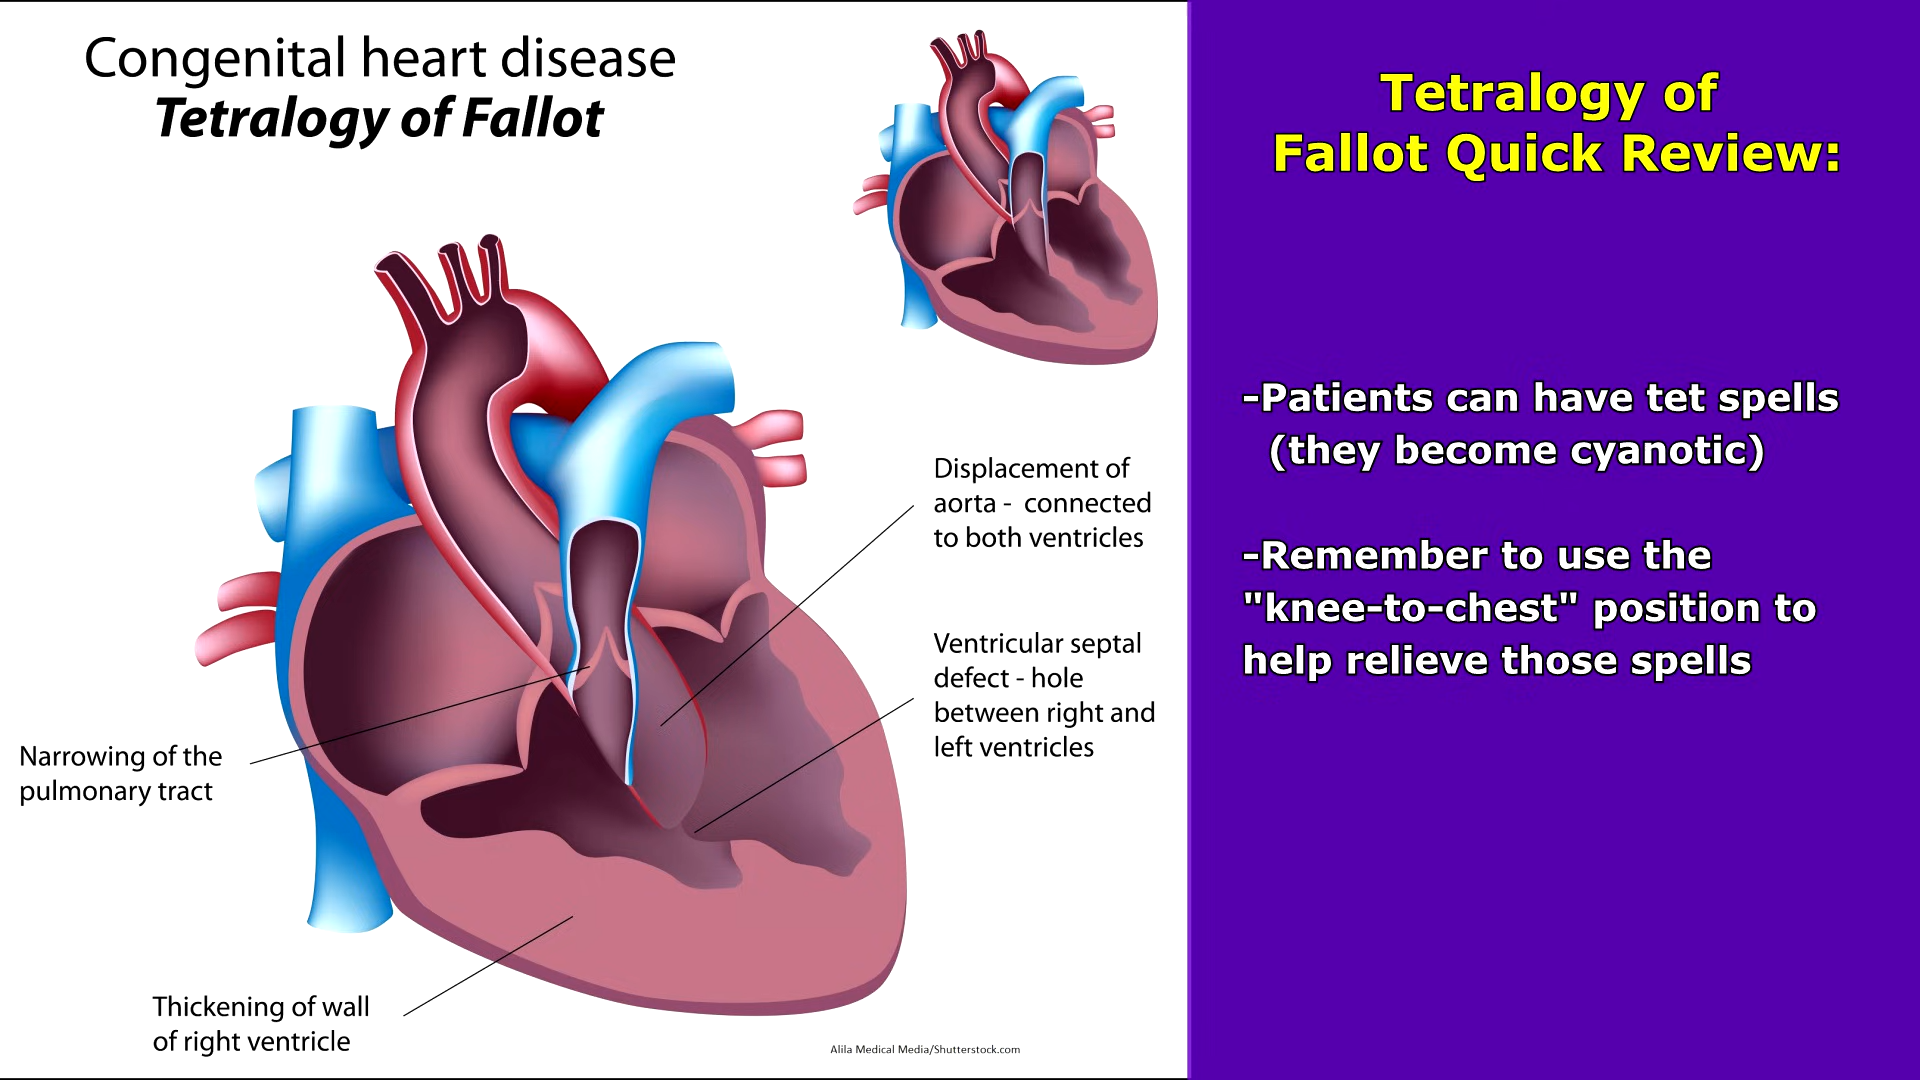 Congenital heart disease
Tetralogy of Fallot
Displacement of
aorta - connected
to both ventricles
Ventricular septal
defect - hole
between right and
left ventricles
Narrowing of the
pulmonary tract
Thickening of wall
of right ventricle
Alila Medical Media/Shutterstock.com
Tetralogy of
Fallot Quick Review:
-Patients can have tet spells
(they become cyanotic)
-Remember to use the
"knee-to-chest" position to
help relieve those spells